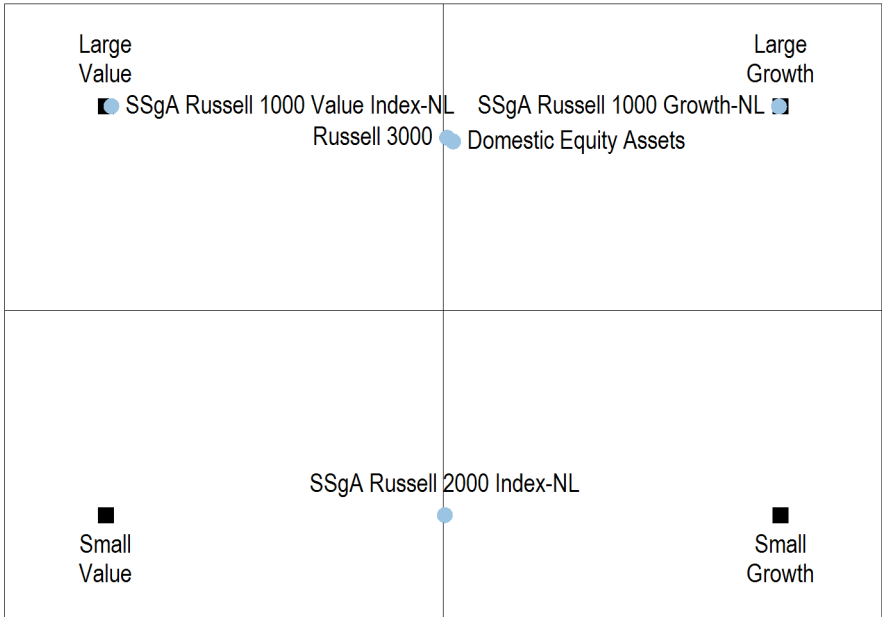 Large
Value
Large
Growth
SSgA Russell 1000 Value Index-NL
SSgA Russell 1000 Growth-NL
Russell 3000
Domestic Equity Assets
SSgA Russell 2000 Index-NL
Small
Value
Small
Growth